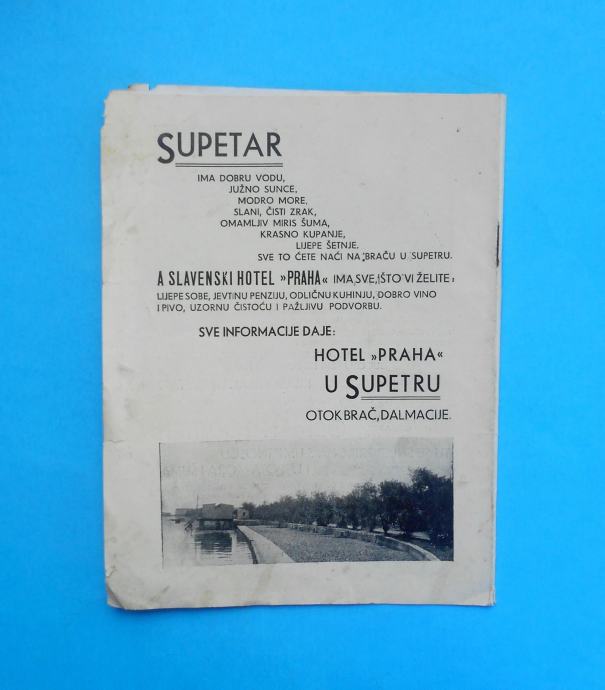 SUPETAR
IMA DOBRU VODU,
JUŽNO SUNCE,
MODRO MORE,
SLANI, ČISTI ZRAK,
OMAMLJIV MIRIS ŠUMA,
KRASNO KUPANJE,
LIJEPE ŠETNJE.
SVE TO ĆETE NAĆI NA BRAČU U SUPETRU.
A SLAVENSKI HOTEL »PRAHA« IMA SVE, ŠTO VI ŽELITE:
LIJEPE SOBE, JEVTINU PENZIJU, ODLIČNU KUHINJU, DOBRO VINO
I PIVO, UZORNU ČISTOĆU I PAŽLJIVU PODVORBU.
SVE INFORMACIJE DAJE:
HOTEL »PRAHA«
U SUPETRU
OTOK BRAČ, DALMACIJE.